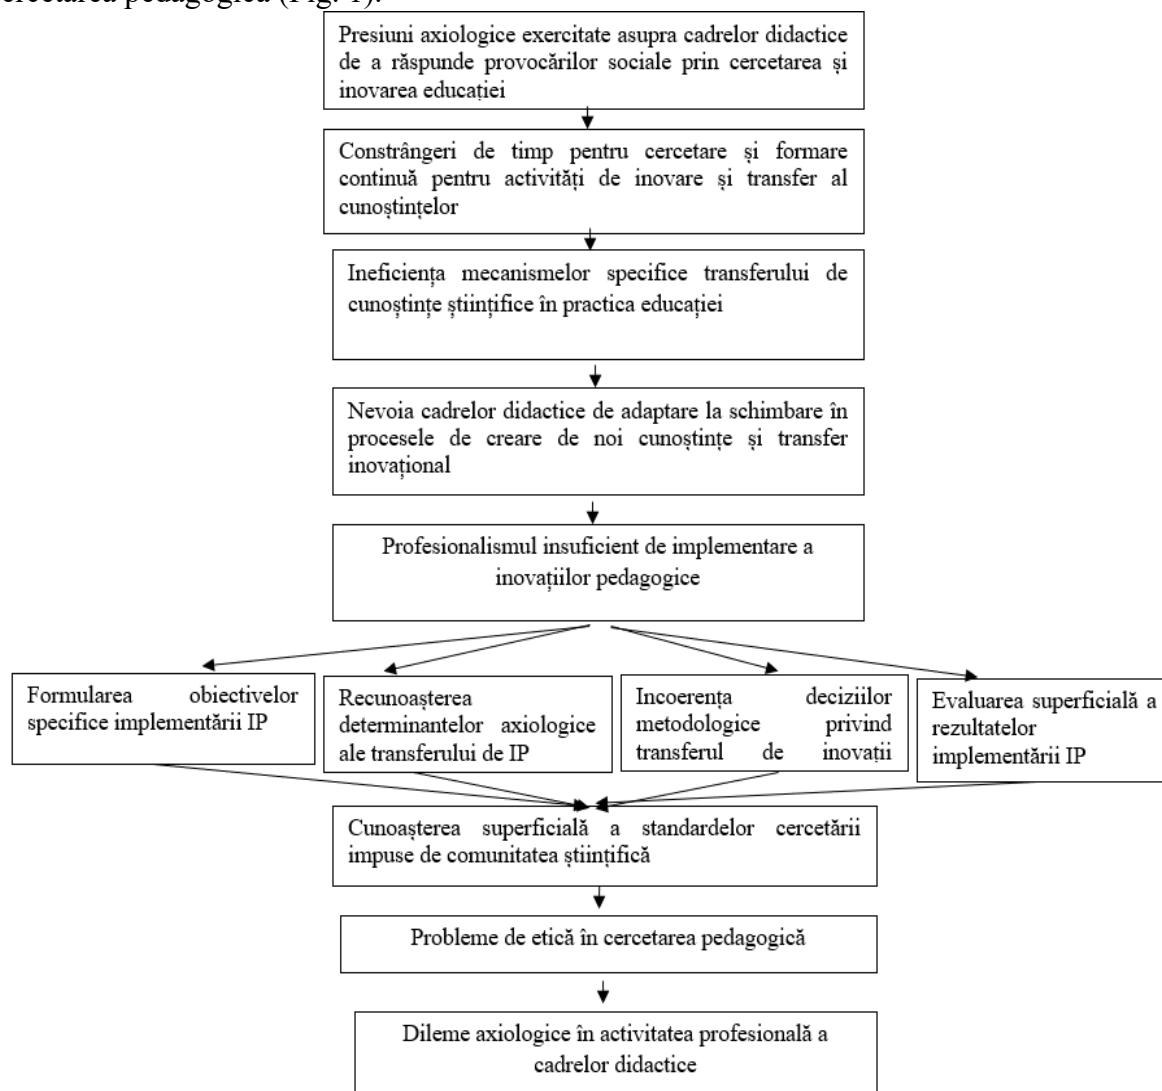 cercetarea pedagogică (Fig. 1).
Presiuni axiologice exercitate asupra cadrelor didactice
de a răspunde provocărilor sociale prin cercetarea și
inovarea educației
Constrângeri de timp pentru cercetare și formare
continuă pentru activități de inovare și transfer al
cunoștințelor
Ineficiența mecanismelor specifice transferului de
cunoștințe științifice în practica educației
Nevoia cadrelor didactice de adaptare la schimbare în
procesele de creare de noi cunoștințe și transfer
inovațional
Profesionalismul insuficient de implementare a
inovațiilor pedagogice
Formularea obiectivelor
specifice implementării IP
Recunoașterea
determinantelor axiologice
ale transferului de IP
Incoerența deciziilor
metodologice privind
transferul de inovații
Evaluarea superficială a
rezultatelor
implementării IP
Cunoașterea superficială a standardelor cercetării
impuse de comunitatea științifică
Probleme de etică în cercetarea pedagogică
Dileme axiologice în activitatea profesională a
cadrelor didactice